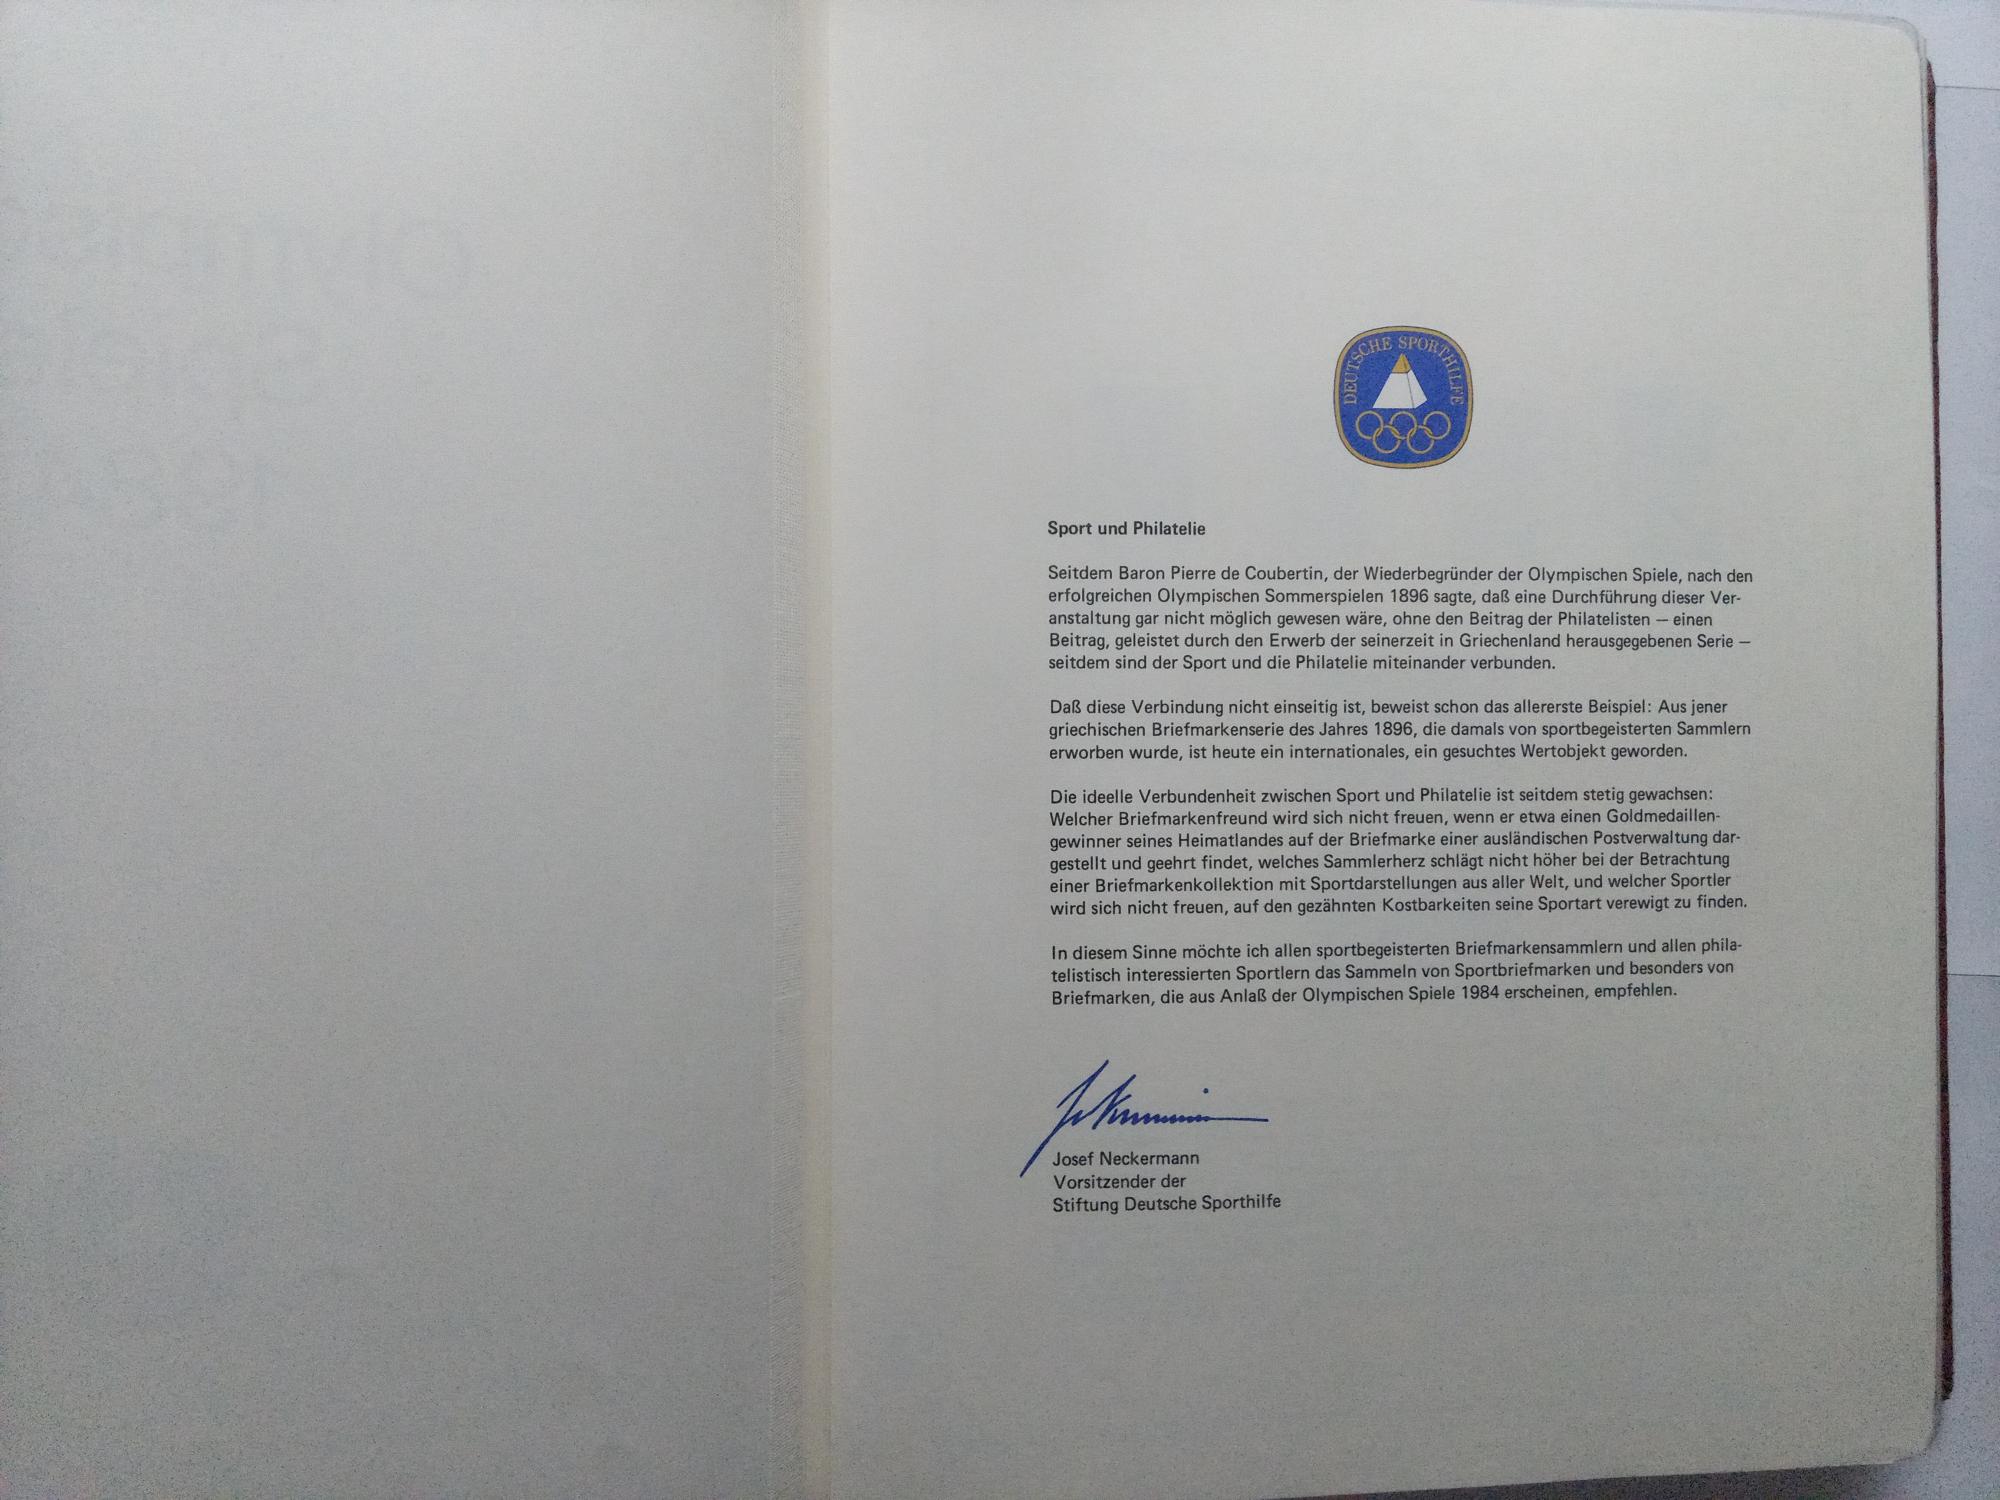 DEUTSCHE SPORTHILFE
Sport und Philatelie
Seitdem Baron Pierre de Coubertin, der Wiederbegründer der Olympischen Spiele, nach den
erfolgreichen Olympischen Sommerspielen 1896 sagte, daß eine Durchführung dieser Ver-
anstaltung gar nicht möglich gewesen wäre, ohne den Beitrag der Philatelisten – einen
Beitrag, geleistet durch den Erwerb der seinerzeit in Griechenland herausgegebenen Serie –
seitdem sind der Sport und die Philatelie miteinander verbunden.
Daß diese Verbindung nicht einseitig ist, beweist schon das allererste Beispiel: Aus jener
griechischen Briefmarkenserie des Jahres 1896, die damals von sportbegeisterten Sammlern
erworben wurde, ist heute ein internationales, ein gesuchtes Wertobjekt geworden.
Die ideelle Verbundenheit zwischen Sport und Philatelie ist seitdem stetig gewachsen:
Welcher Briefmarkenfreund wird sich nicht freuen, wenn er etwa einen Goldmedaillen-
gewinner seines Heimatlandes auf der Briefmarke einer ausländischen Postverwaltung dar-
gestellt und geehrt findet, welches Sammlerherz schlägt nicht höher bei der Betrachtung
einer Briefmarkenkollektion mit Sportdarstellungen aus aller Welt, und welcher Sportler
wird sich nicht freuen, auf den gezähnten Kostbarkeiten seine Sportart verewigt zu finden.
In diesem Sinne möchte ich allen sportbegeisterten Briefmarkensammlern und allen phila-
telistisch interessierten Sportlern das Sammeln von Sportbriefmarken und besonders von
Briefmarken, die aus Anlaß der Olympischen Spiele 1984 erscheinen, empfehlen.
Josef Neckermann
Vorsitzender der
Stiftung Deutsche Sporthilfe